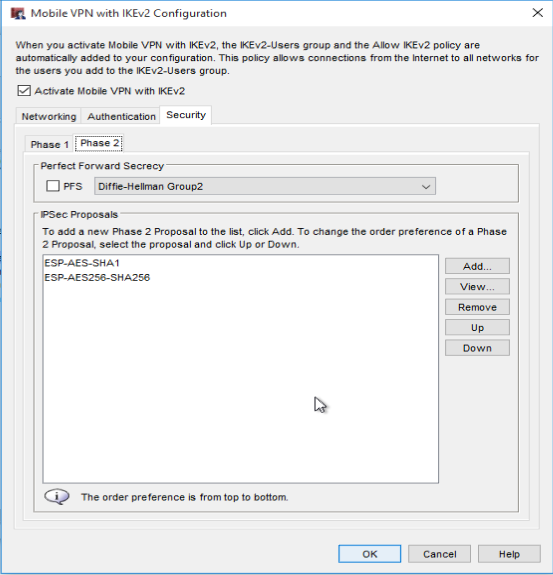 Mobile VPN with IKEv2 Configuration
When you activate Mobile VPN with IKEv2, the IKEv2-Users group and the Allow IKEv2 policy are
automatically added to your configuration. This policy allows connections from the Internet to all networks for
the users you add to the IKEv2-Users group.
Activate Mobile VPN with IKEv2
Networking Authentication Security
Phase 1 Phase 2
Perfect Forward Secrecy
PFS Diffie-Hellman Group2
IPSec Proposals
To add a new Phase 2 Proposal to the list, click Add. To change the order preference of a Phase
2 Proposal, select the proposal and click Up or Down.
ESP-AES-SHA1
ESP-AES256-SHA256
Add...
View...
Remove
Up
Down
The order preference is from top to bottom.
OK Cancel Help